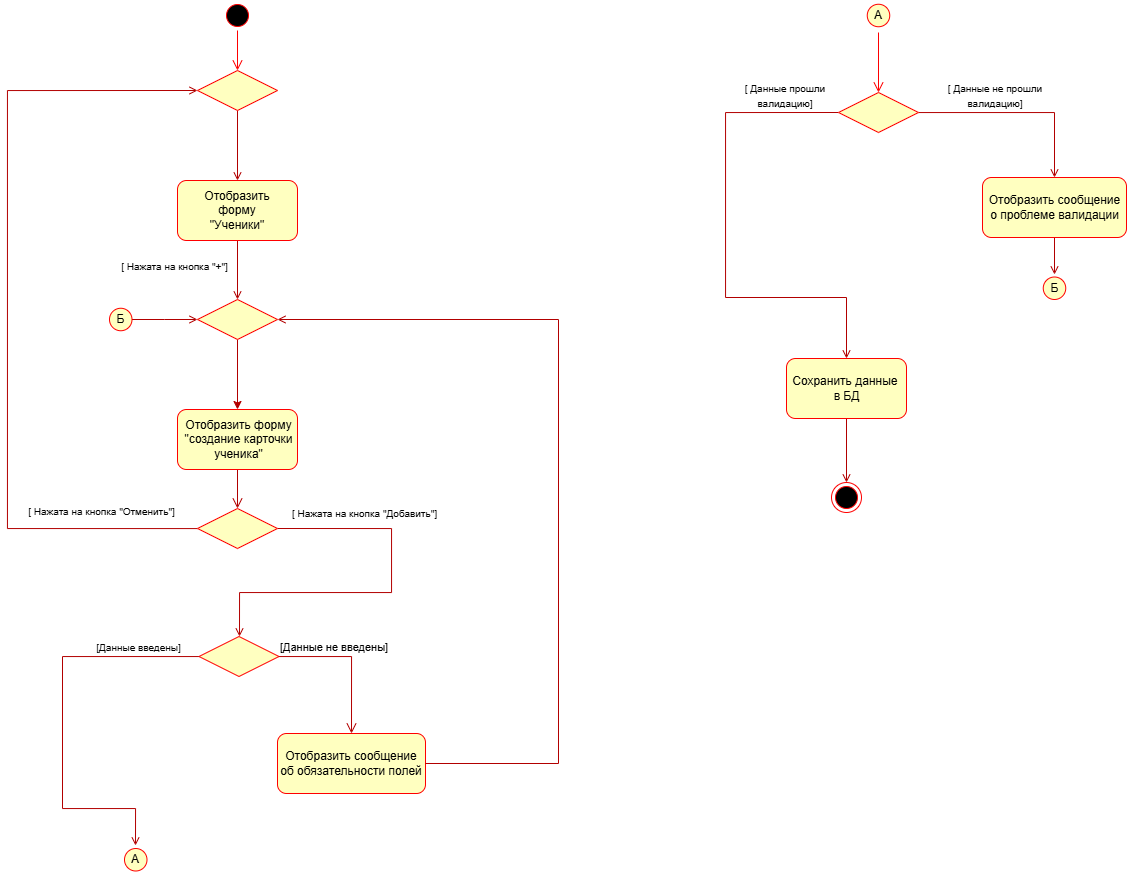 Отобразить
форму
"Ученики"
[ Нажата на кнопка "+"]
Б
Отобразить форму
"создание карточки
ученика"
[ Нажата на кнопка "Отменить"]
[ Нажата на кнопка "Добавить"]
[Данные введены]
[Данные не введены]
Отобразить сообщение
об обязательности полей
А
А
[ Данные прошли
валидацию]
[ Данные не прошли
валидацию]
Отобразить сообщение
о проблеме валидации
Б
Сохранить данные
в БД